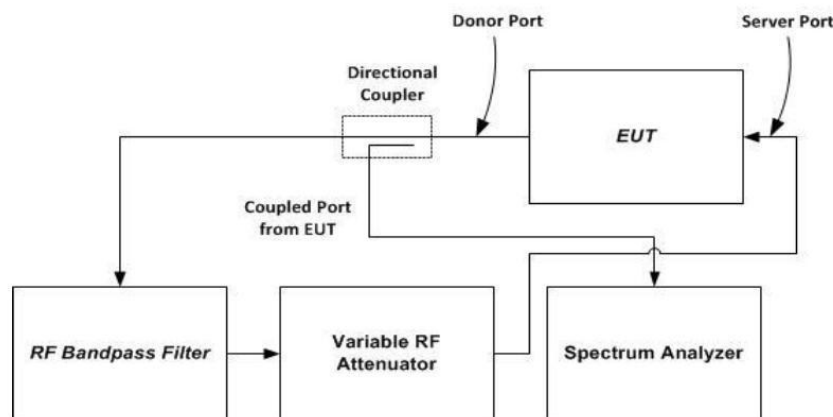 Donor Port
Server Port
Directional
Coupler
EUT
Coupled Port
from EUT
RF Bandpass Filter
Variable RF
Attenuator
Spectrum Analyzer